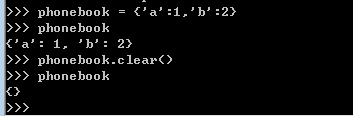 >>> phonebook = {'a':1,'b':2}
>>> phonebook
{'a': 1, 'b': 2}
>>> phonebook.clear()
>>> phonebook
{}
>>>